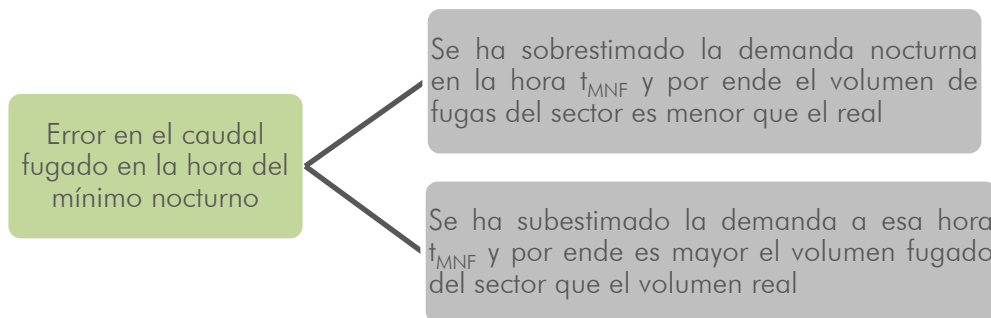 Error en el caudal
fugado en la hora del
mínimo nocturno
Se ha sobrestimado la demanda nocturna
en la hora tMNF y por ende el volumen de
fugas del sector es menor que el real
Se ha subestimado la demanda a esa hora
tMNF y por ende es mayor el volumen fugado
del sector que el volumen real